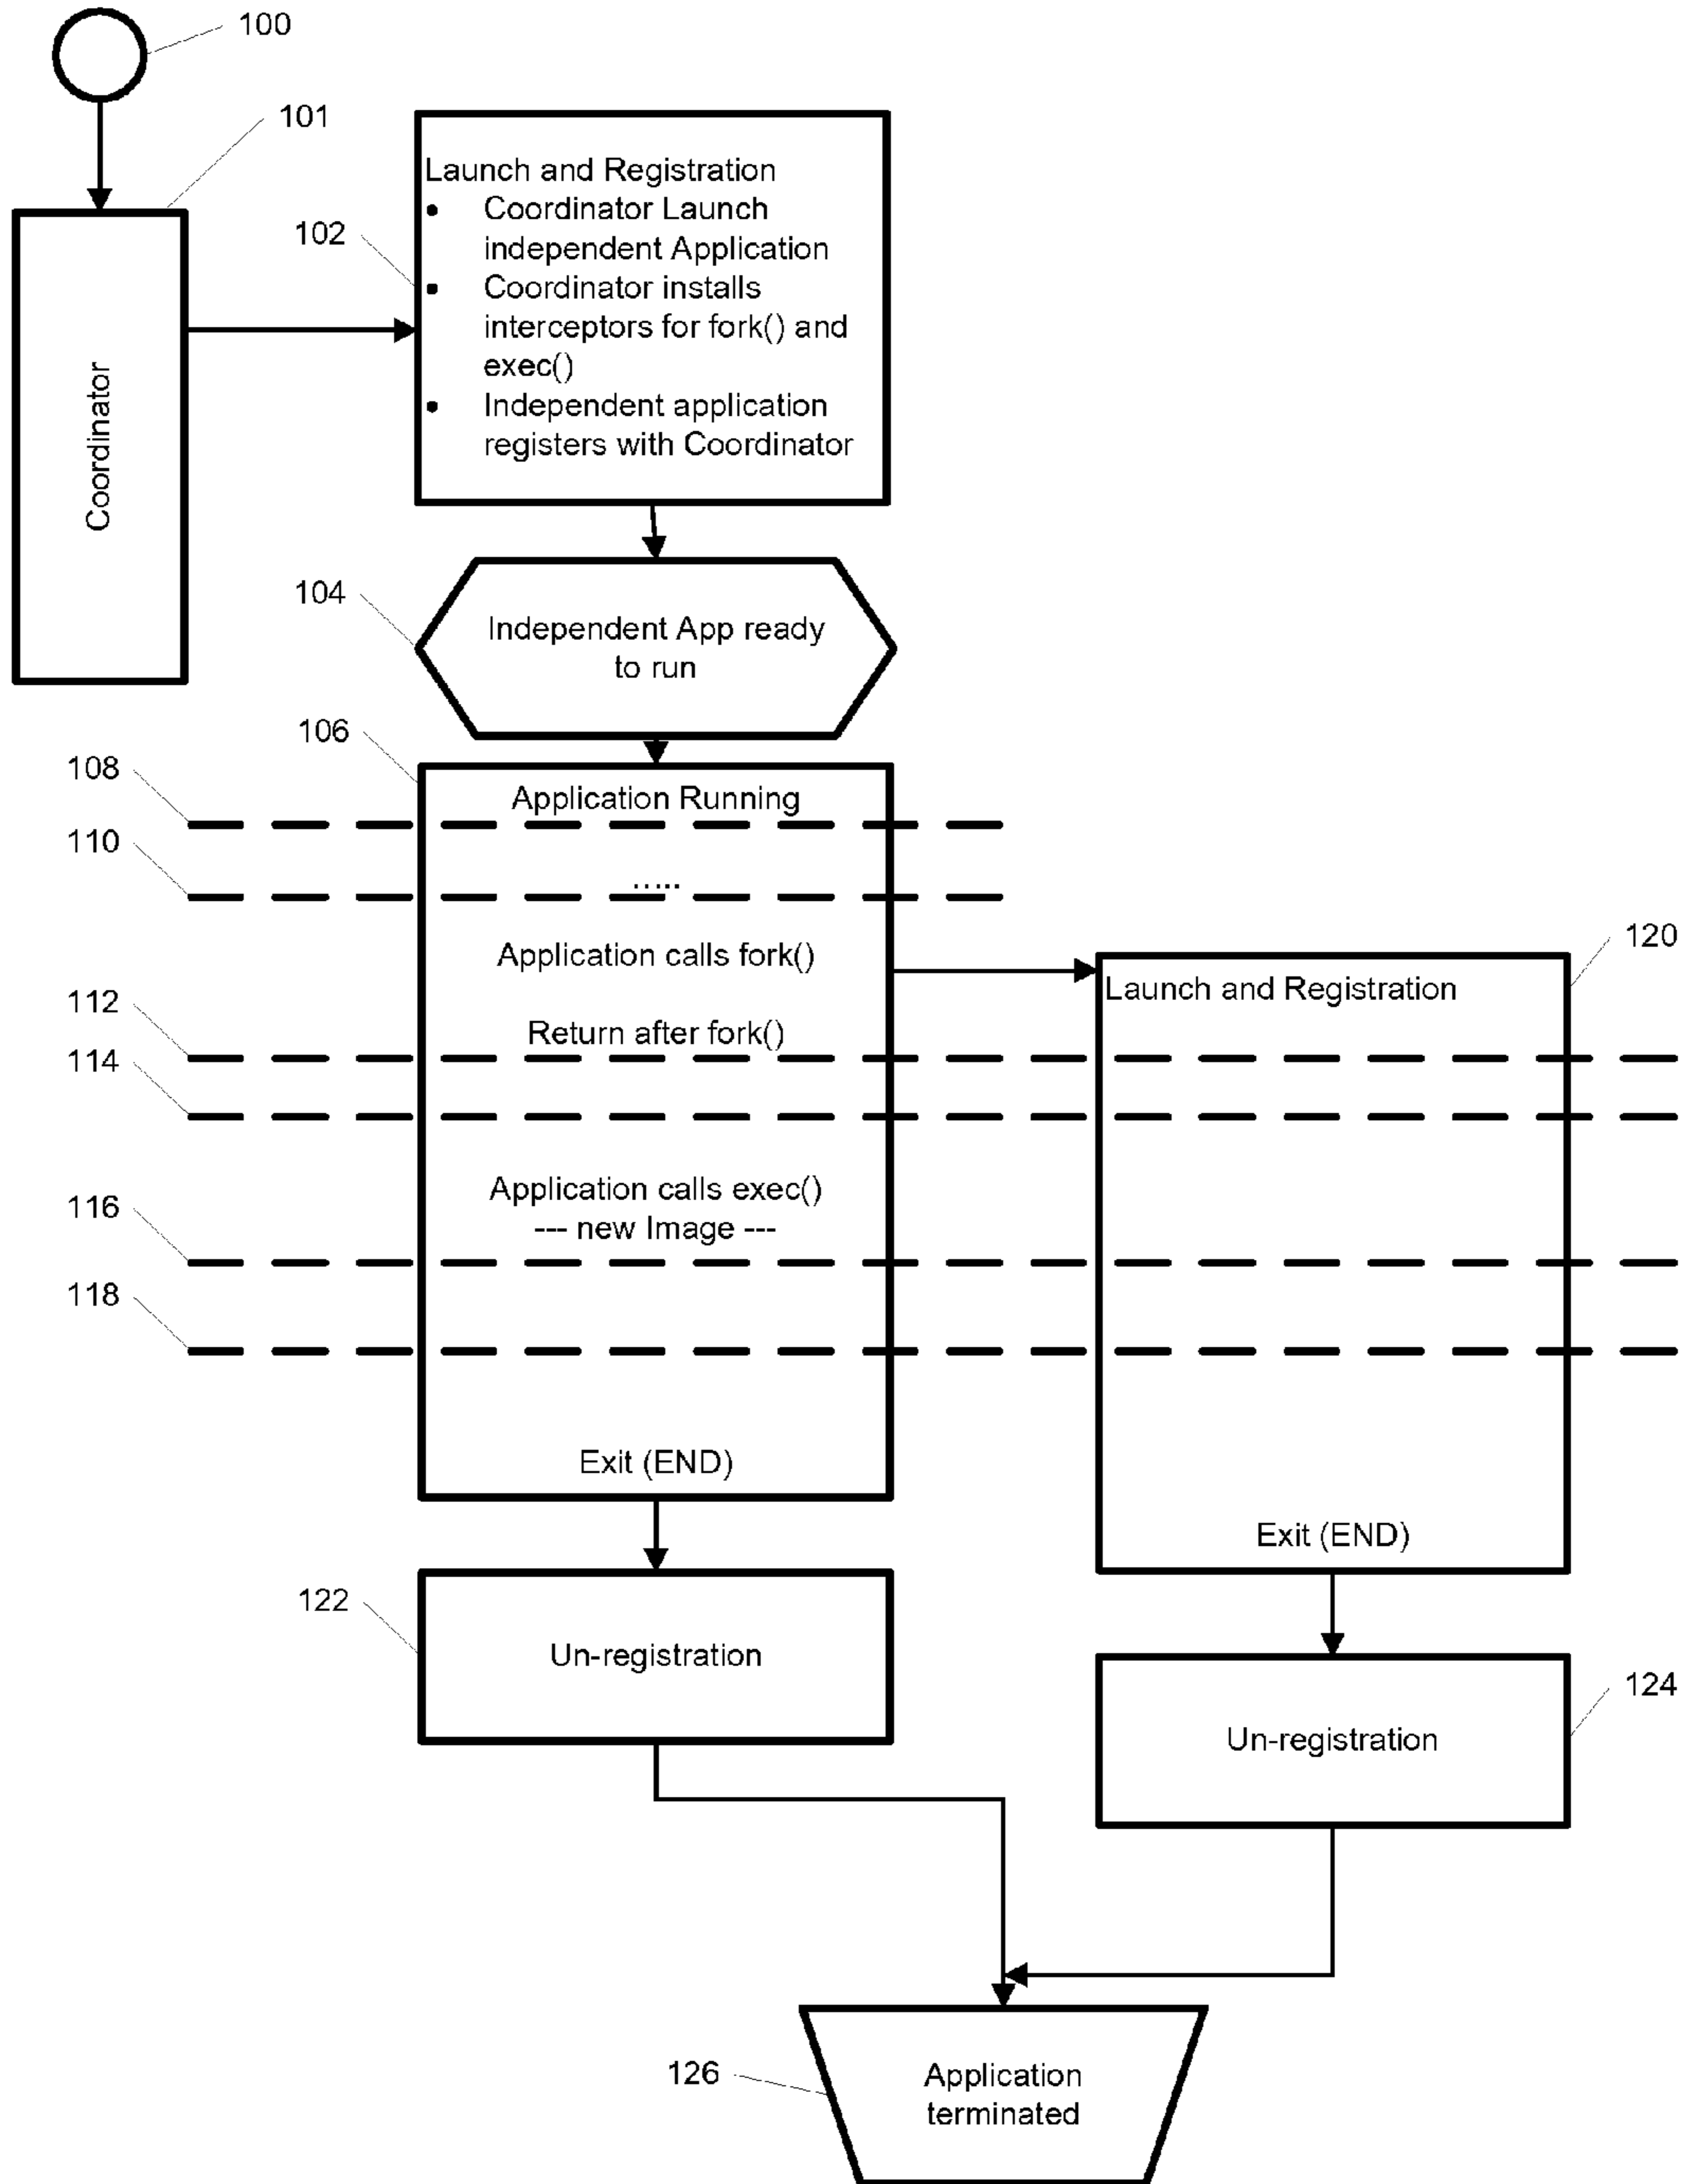 100
101
Launch and Registration
• Coordinator Launch
independent Application
• Coordinator installs
interceptors for fork() and
exec()
• Independent application
registers with Coordinator
102
Coordinator
104
Independent App ready
to run
106
108
Application Running
110
.....
Application calls fork()
120
Launch and Registration
112
Return after fork()
114
Application calls exec()
--- new Image ---
116
118
Exit (END)
Exit (END)
122
Un-registration
124
Un-registration
126
Application
terminated